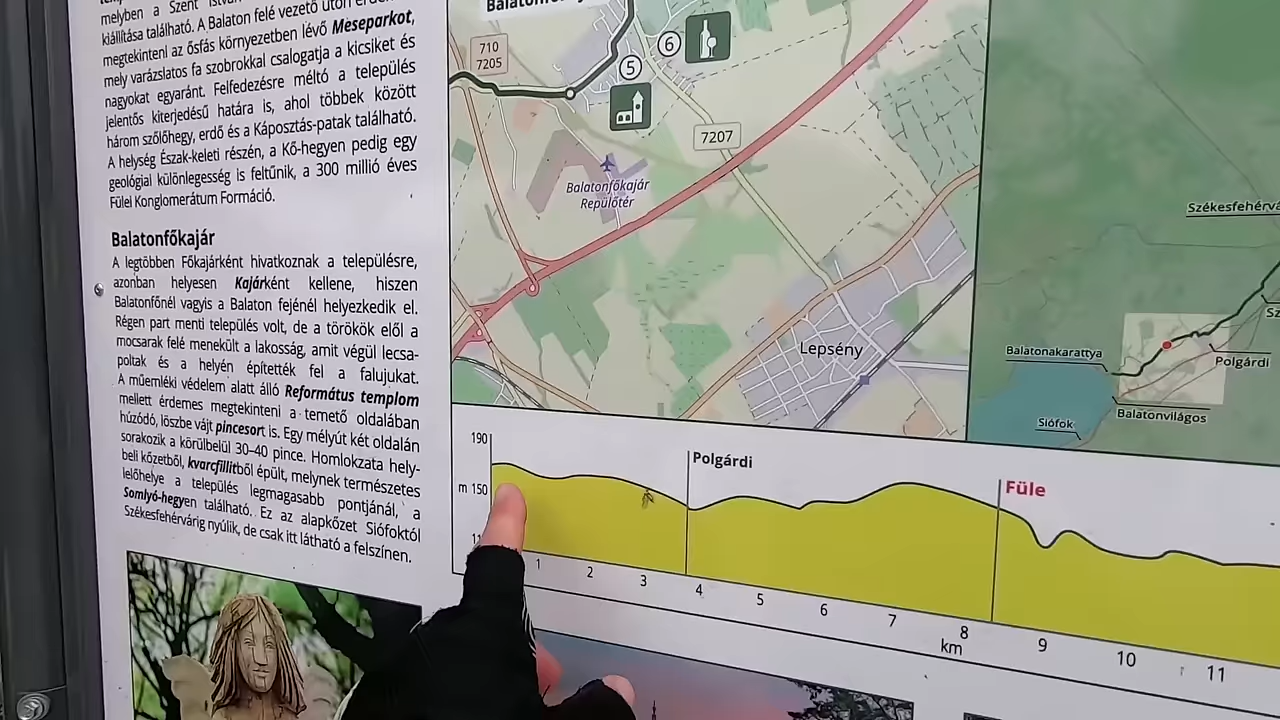 melyben a Szent
kiállítása található. A Balaton felé vezető úton
megtekinteni az ősfás környezetben lévő Meseparkot,
mely varázslatos fa szobrokkal csalogatja a kicsiket és
nagyokat egyaránt. Felfedezésre méltó a település
jelentős kiterjedésű határa is, ahol többek között
három szőlőhegy, erdő és a Káposztás-patak található.
A helység Észak-keleti részén, a Kő-hegyen pedig egy
geológiai különlegesség is feltűnik, a 300 millió éves
Fülei Konglomerátum Formáció.
Balatonfőkajár
A legtöbben Főkajárként hivatkoznak a településre,
azonban helyesen Kajárként kellene, hiszen
Balatonfőnél vagyis a Balaton fejénél helyezkedik el.
Régen part menti település volt, de a törökök elől a
mocsarak felé menekült a lakosság, amit végül lecsa-
poltak és a helyén építették fel a falujukat.
A műemléki védelem alatt álló Református templom
mellett érdemes megtekinteni a temető oldalában
húzódó, löszbe vájt pincesort is. Egy mélyút két oldalán
sorakozik a körülbelül 30-40 pince. Homlokzata hely-
beli kőzetből, kvarcfillitből épült, melynek természetes
lelőhelye a település legmagasabb pontjánál, a
Somlyó-hegyen található. Ez az alapkőzet Siófoktól
Székesfehérvárig nyúlik, de csak itt látható a felszínen.
710
7205
6
5
7207
Balatonfőkajár
Repülőtér
Lepsény
Balatonakarattya
Polgárdi
Balatonvilágos
Siófok
190
m 150
Polgárdi
Füle
1 2 3 4 5 6 7 8 9 10 11
km